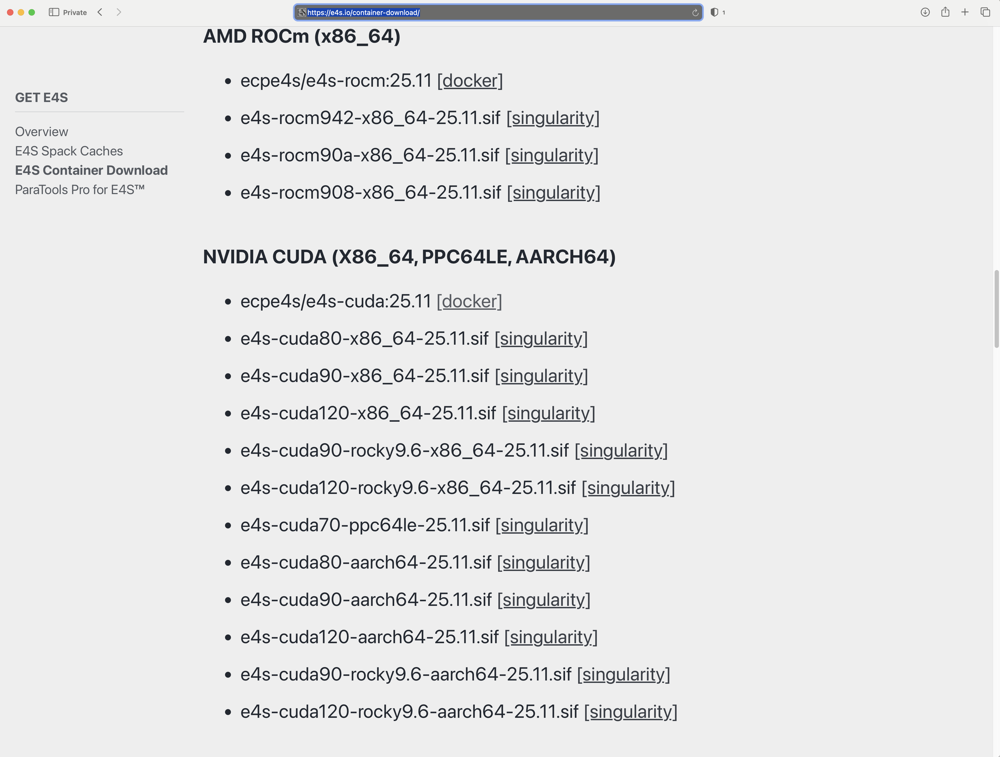 Private
https://e4s.io/container-download/
1
AMD ROCm (x86_64)
GET E4S
Overview
E4S Spack Caches
E4S Container Download
ParaTools Pro for E4S™
• ecpe4s/e4s-rocm:25.11 [docker]
• e4s-rocm942-x86_64-25.11.sif [singularity]
• e4s-rocm90a-x86_64-25.11.sif [singularity]
• e4s-rocm908-x86_64-25.11.sif [singularity]
NVIDIA CUDA (X86_64, PPC64LE, AARCH64)
• ecpe4s/e4s-cuda:25.11 [docker]
• e4s-cuda80-x86_64-25.11.sif [singularity]
• e4s-cuda90-x86_64-25.11.sif [singularity]
• e4s-cuda120-x86_64-25.11.sif [singularity]
• e4s-cuda90-rocky9.6-x86_64-25.11.sif [singularity]
• e4s-cuda120-rocky9.6-x86_64-25.11.sif [singularity]
• e4s-cuda70-ppc64le-25.11.sif [singularity]
• e4s-cuda80-aarch64-25.11.sif [singularity]
• e4s-cuda90-aarch64-25.11.sif [singularity]
• e4s-cuda120-aarch64-25.11.sif [singularity]
• e4s-cuda90-rocky9.6-aarch64-25.11.sif [singularity]
• e4s-cuda120-rocky9.6-aarch64-25.11.sif [singularity]